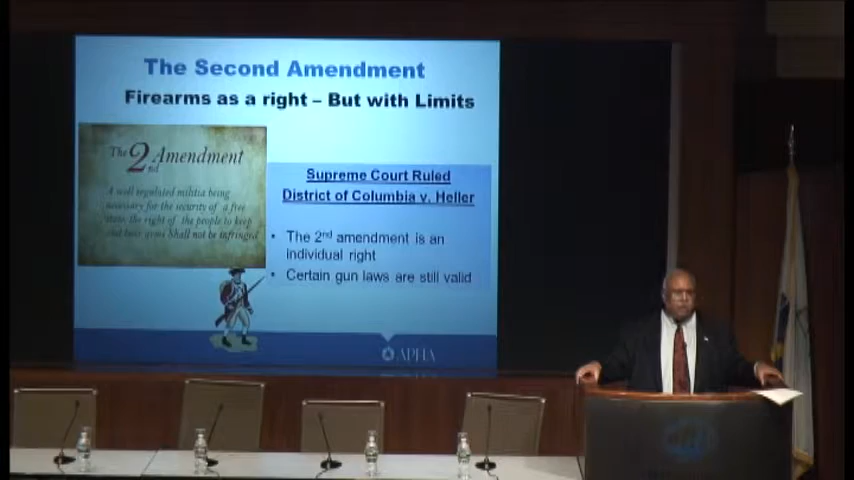 The Second Amendment
Firearms as a right – But with Limits
The 2nd Amendment
A well regulated militia being
necessary for the security of a free
state, the right of the people to keep
and bear arms Shall not be infringed
Supreme Court Ruled
District of Columbia v. Heller
• The 2nd amendment is an
individual right
• Certain gun laws are still valid
APHA